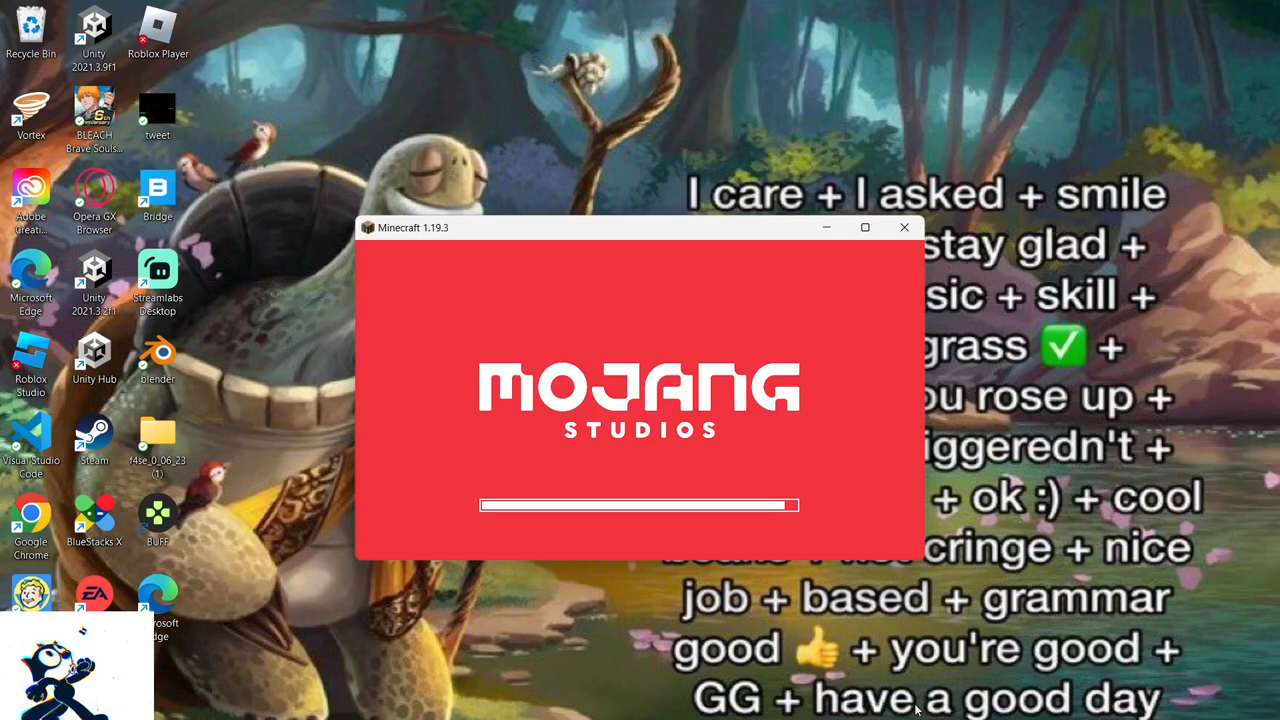 Recycle Bin
Unity
2021.3.9f1
Roblox Player
Vortex
BLEACH
Brave Souls...
tweet
Adobe
Creati...
Opera GX
Browser
Bridge
Microsoft
Edge
Unity
2021.3.2f1
Streamlabs
Desktop
Roblox
Studio
Unity Hub
blender
Visual Studio
Code
Steam
f4se_0_06_23
(1)
Google
Chrome
BlueStacks X
BUFF
EA
Minecraft 1.19.3
MOJANG
STUDIOS
I care + I asked + smile
stay glad +
sic + skill +
grass ✅ +
ou rose up +
iggeredn't +
+ ok :) + cool
cringe + nice
job + based + grammar
good 👍 + you're good +
GG + have a good day